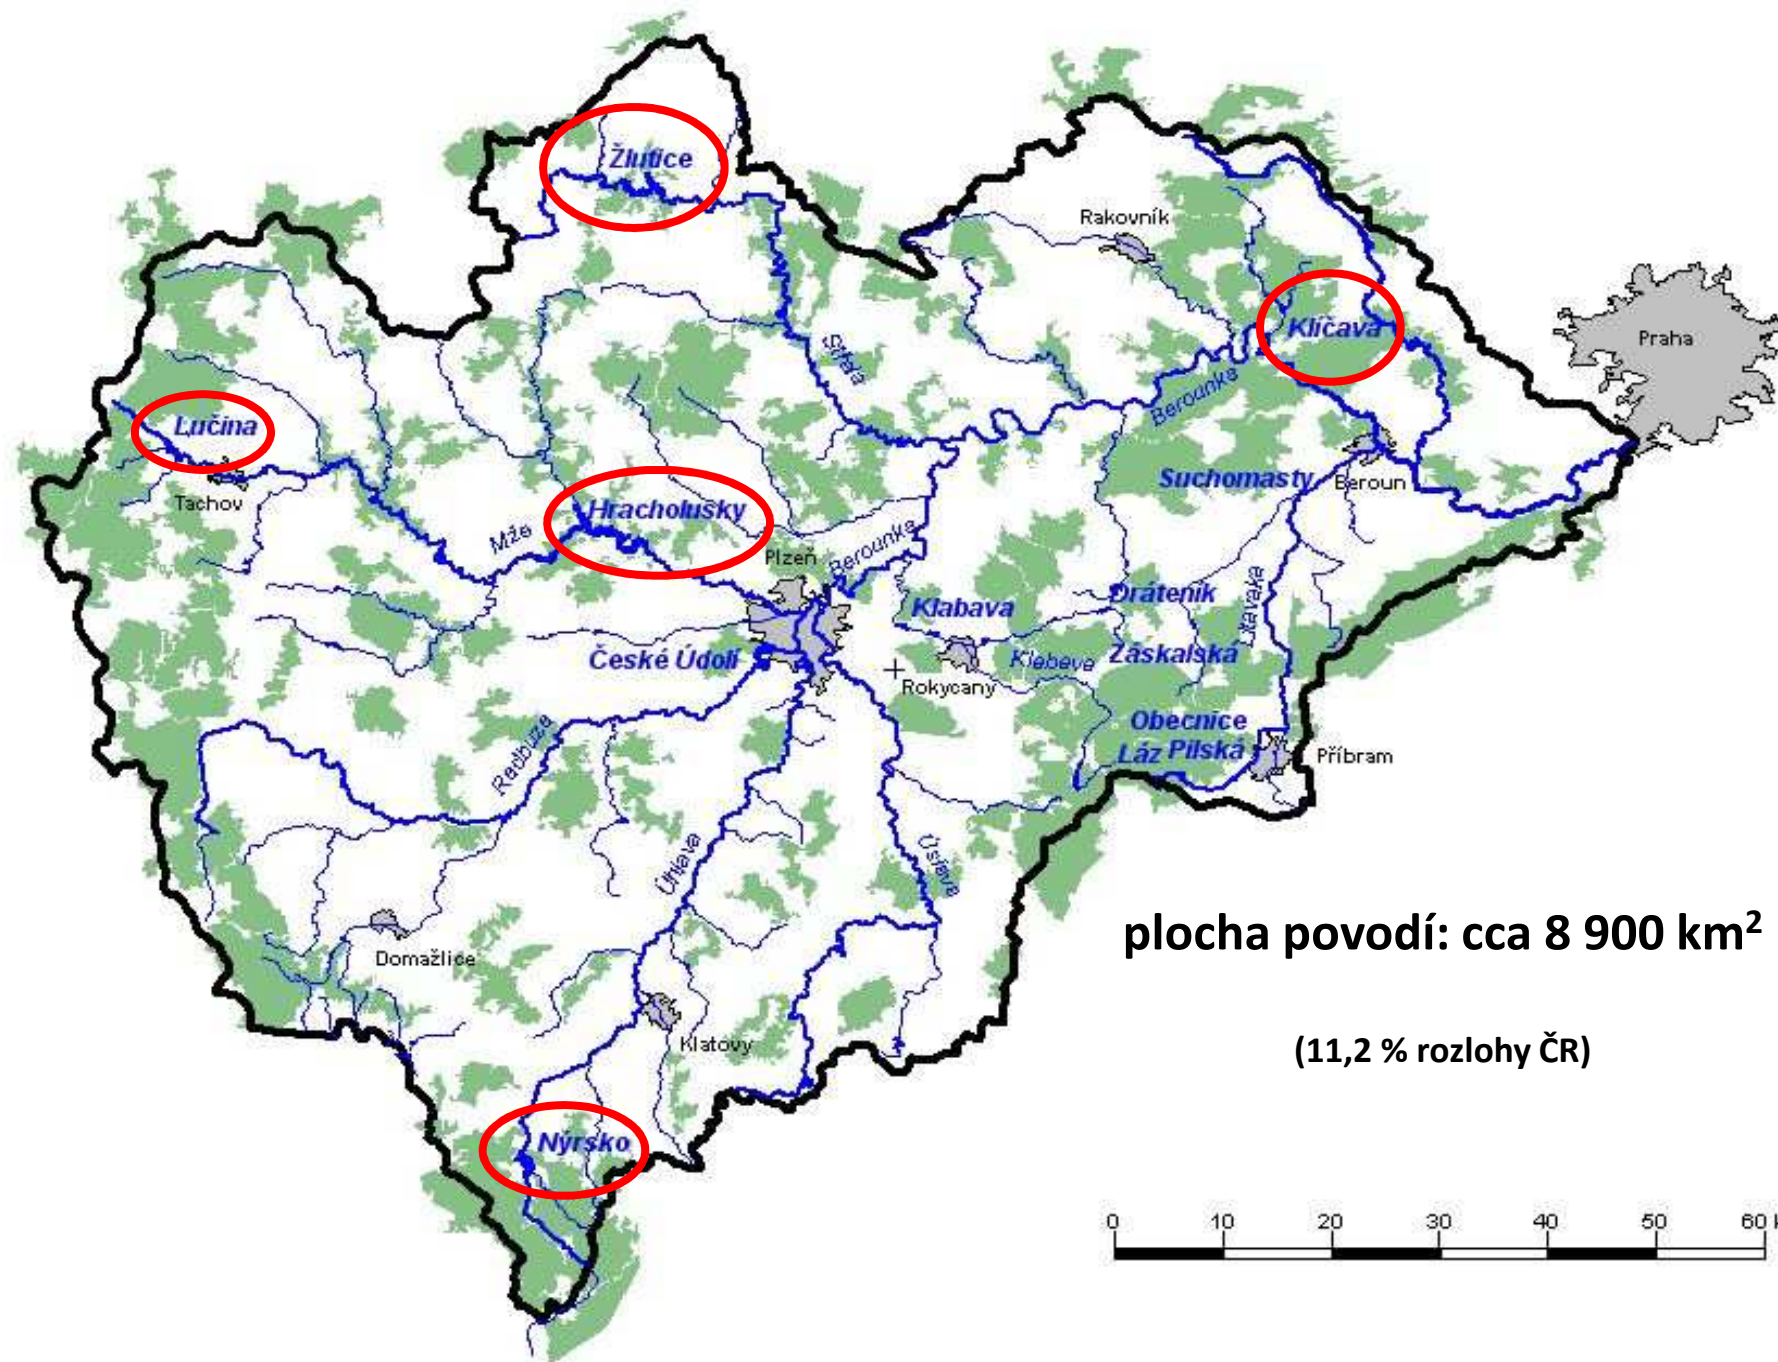 Žlutice
Rakovník
Klíčava
Praha
Střela
Berounka
Lučina
Tachov
Suchomasty
Beroun
Hracholusky
Mže
Plzeň
Berounka
Klabava
Dráteník
Litavaka
České Údolí
Klabava
Záskalská
Rokycany
Obecnice
Láz Pilská
Příbram
Radbuza
Úhlava
Úslava
Domažlice
plocha povodí: cca 8 900 km²
Klatovy
(11,2 % rozlohy ČR)
Nýrsko
0 10 20 30 40 50 60 k